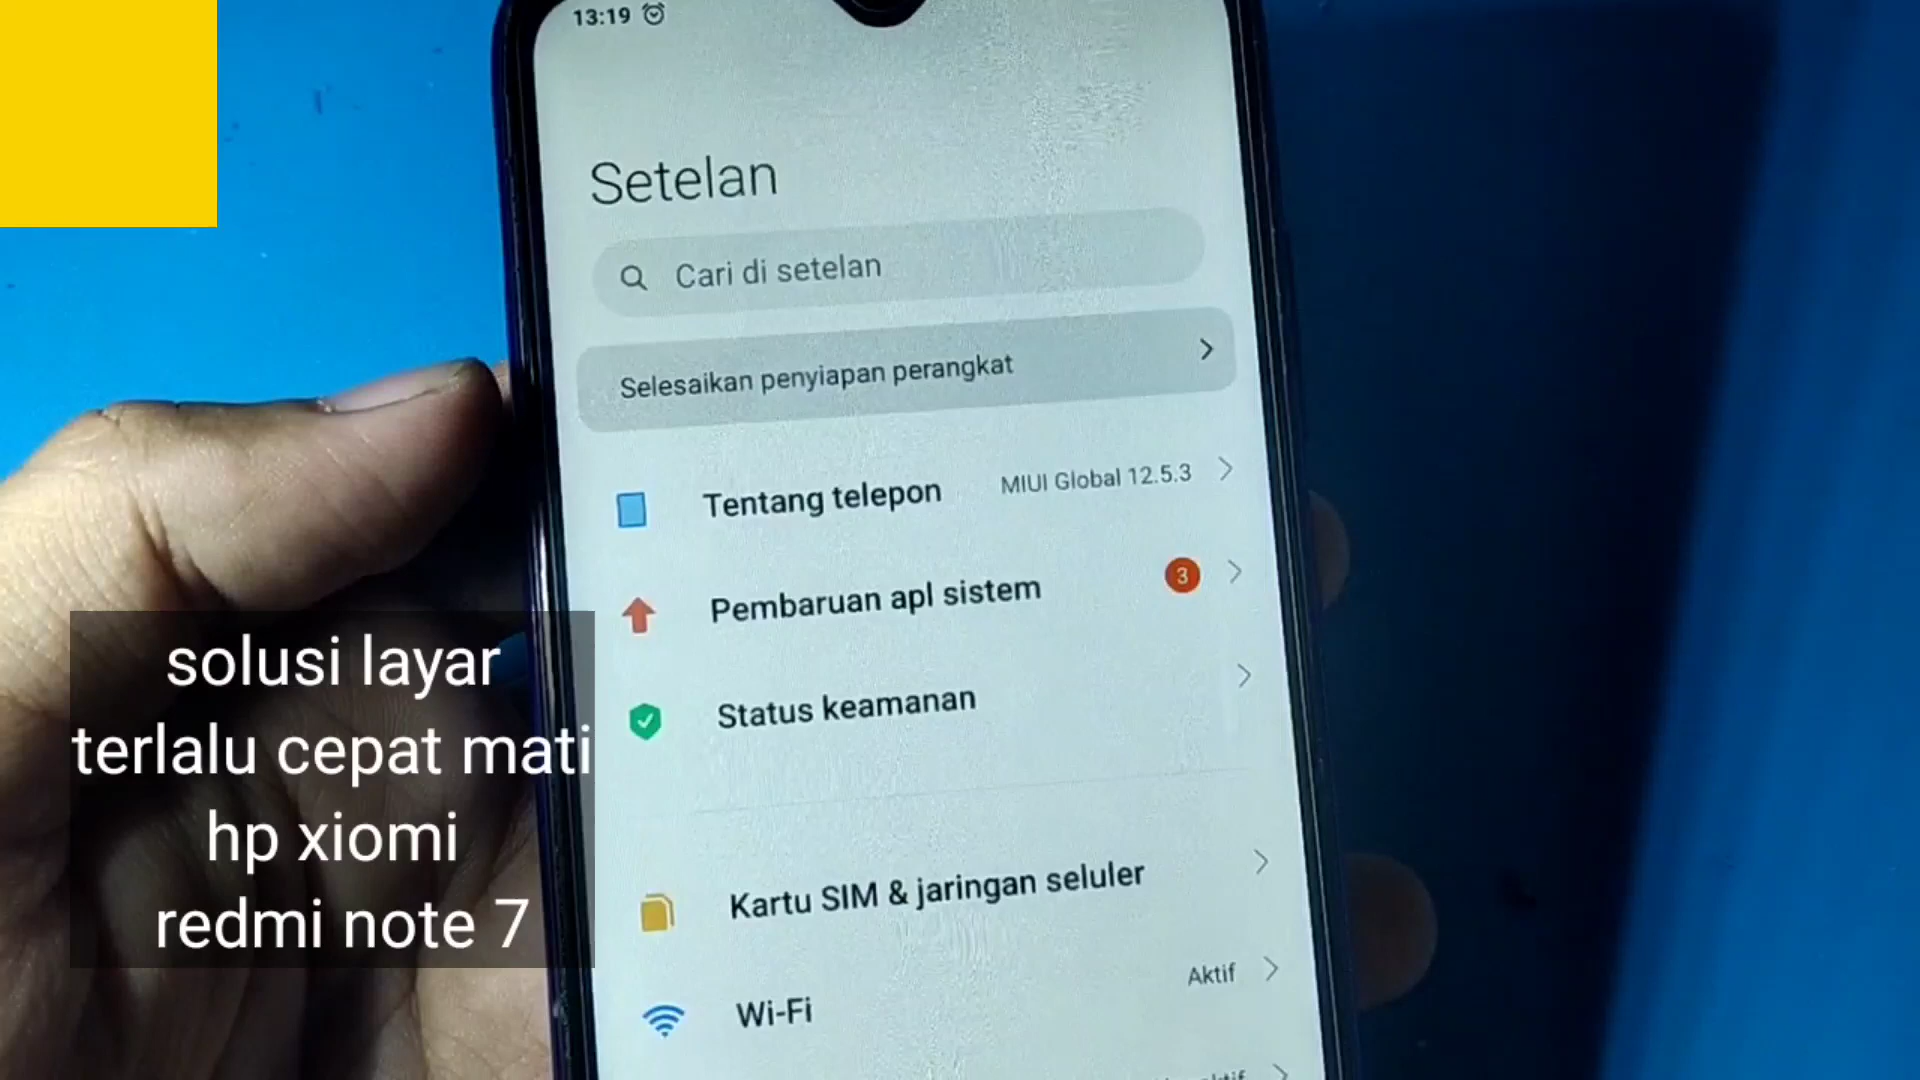 13:19
Setelan
Cari di setelan
Selesaikan penyiapan perangkat
Tentang telepon MIUI Global 12.5.3
Pembaruan apl sistem 3
Status keamanan
Kartu SIM & jaringan seluler
Wi-Fi Aktif
solusi layar
terlalu cepat mati
hp xiomi
redmi note 7